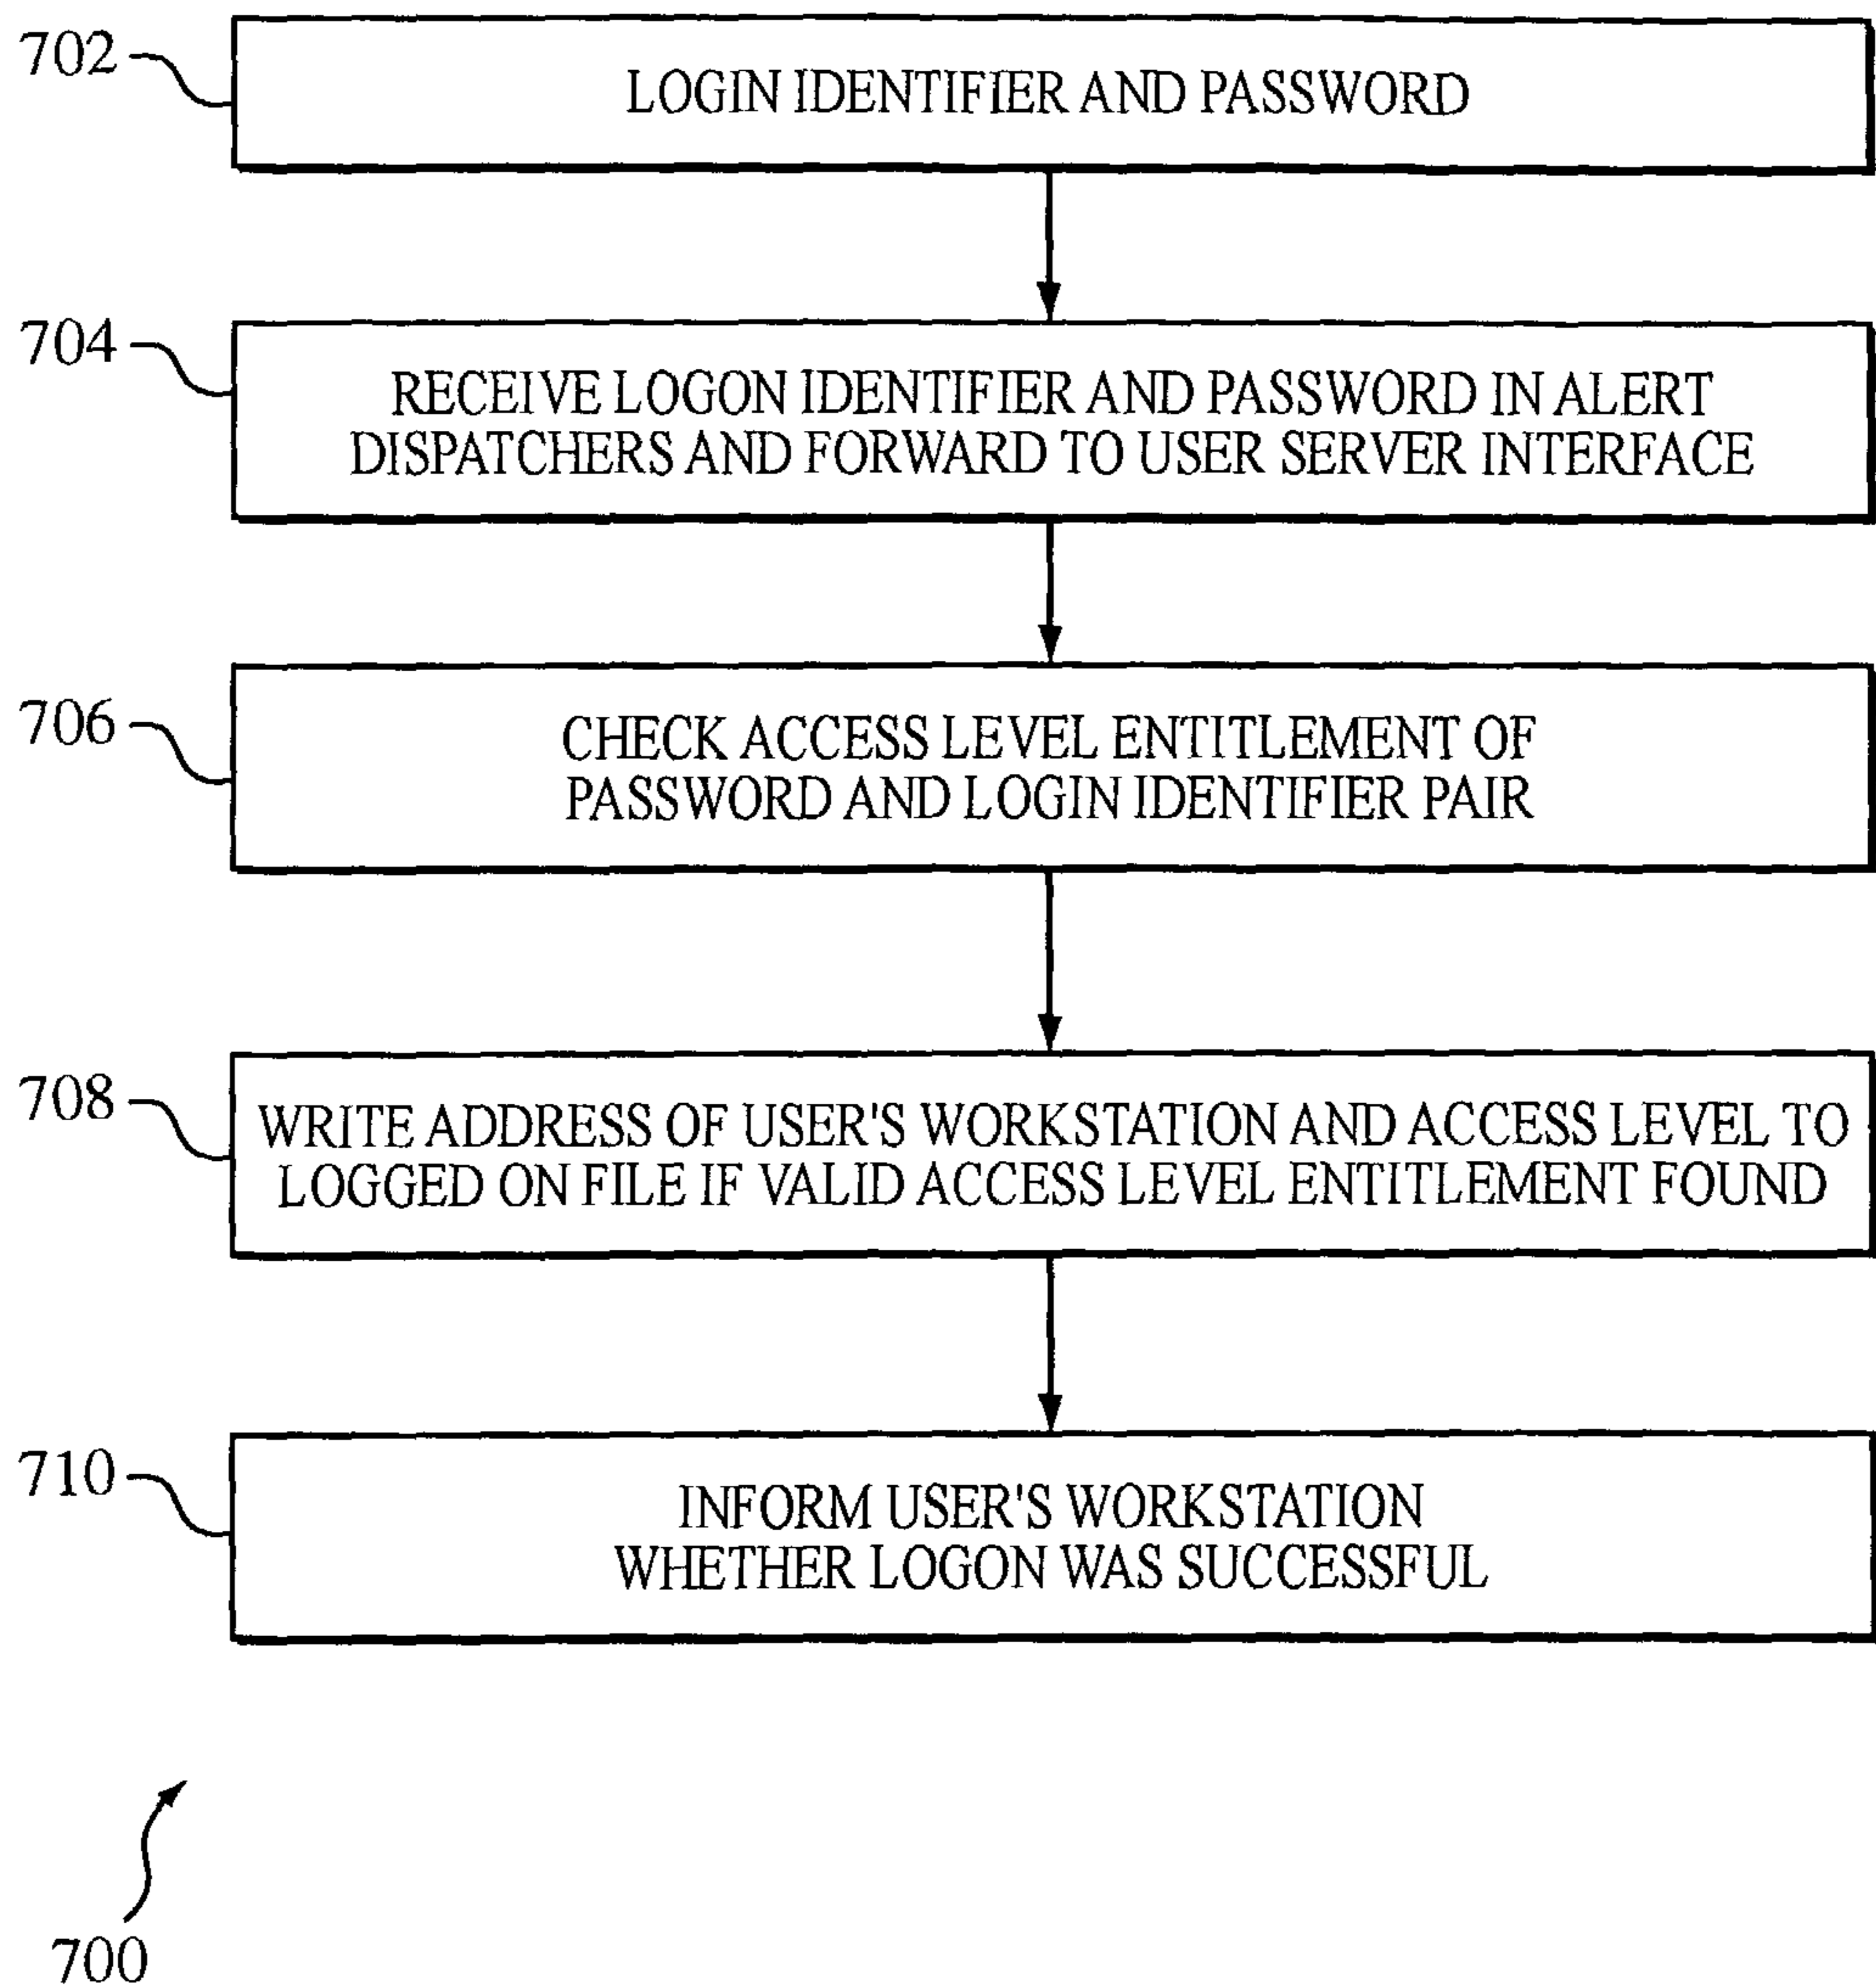 702
LOGIN IDENTIFIER AND PASSWORD
704
RECEIVE LOGON IDENTIFIER AND PASSWORD IN ALERT
DISPATCHERS AND FORWARD TO USER SERVER INTERFACE
706
CHECK ACCESS LEVEL ENTITLEMENT OF
PASSWORD AND LOGIN IDENTIFIER PAIR
708
WRITE ADDRESS OF USER'S WORKSTATION AND ACCESS LEVEL TO
LOGGED ON FILE IF VALID ACCESS LEVEL ENTITLEMENT FOUND
710
INFORM USER'S WORKSTATION
WHETHER LOGON WAS SUCCESSFUL
700